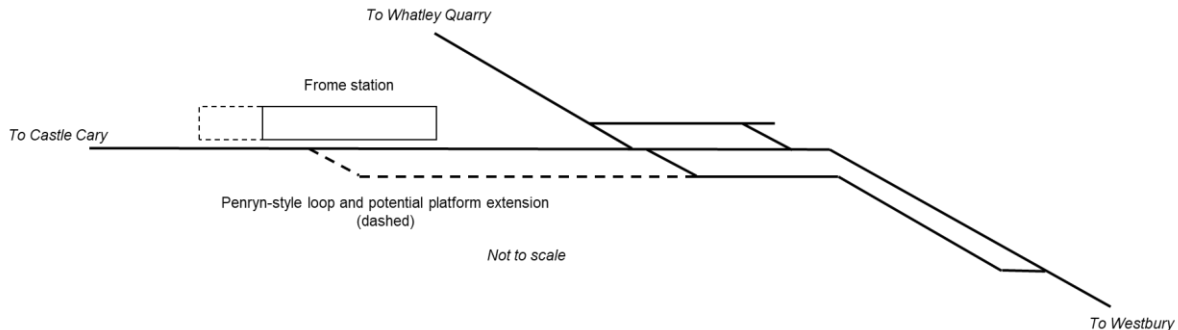 To Whatley Quarry
Frome station
To Castle Cary
Penryn-style loop and potential platform extension
(dashed)
Not to scale
To Westbury